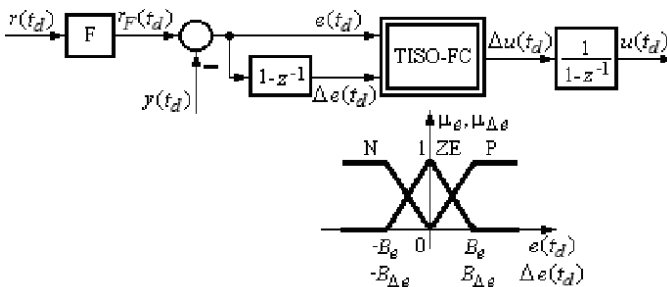 r(t_d) r_F(t_d) e(t_d) Δu(t_d) u(t_d)
F
TISO-FC
1
1-z⁻¹
1-z⁻¹
y(t_d) Δe(t_d)
μ_e, μ_Δe
N 1 ZE P
-B_e 0 B_e e(t_d)
-B_Δe B_Δe Δe(t_d)